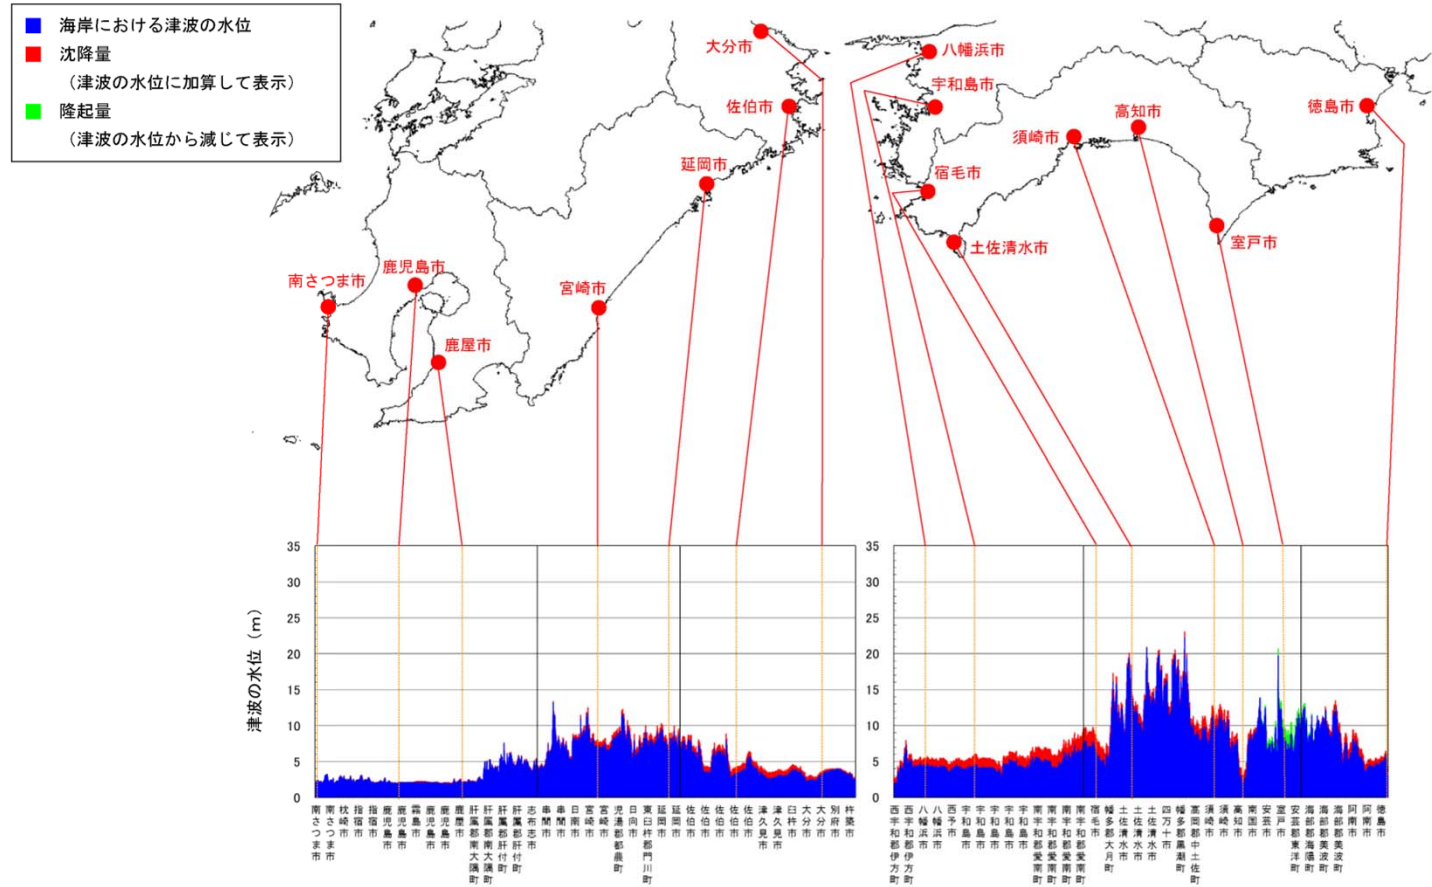 海岸における津波の水位
沈降量
（津波の水位に加算して表示）
隆起量
（津波の水位から減じて表示）
大分市
八幡浜市
佐伯市
宇和島市
高知市
徳島市
須崎市
延岡市
宿毛市
室戸市
土佐清水市
鹿児島市
南さつま市
宮崎市
鹿屋市
津波の水位（m）
35
30
25
20
15
10
5
0
35
30
25
20
15
10
5
0
南さつま市
南さつま市
枕崎市
指宿市
指宿市
鹿児島市
鹿児島市
霧島市
鹿児島市
鹿児島市
鹿屋市
肝属郡南大隅町
肝属郡南大隅町
肝属郡肝付町
肝属郡肝付町
志布志市
串間市
串間市
日南市
宮崎市
宮崎市
児湯郡都農町
日向市
東臼杵郡門川町
延岡市
延岡市
佐伯市
佐伯市
佐伯市
佐伯市
佐伯市
津久見市
津久見市
臼杵市
大分市
大分市
別府市
杵築市
西宇和郡伊方町
西宇和郡伊方町
八幡浜市
八幡浜市
西予市
宇和島市
宇和島市
宇和島市
宇和島市
宇和島市
南宇和郡愛南町
南宇和郡愛南町
南宇和郡愛南町
南宇和郡愛南町
宿毛市
幡多郡大月町
土佐清水市
土佐清水市
土佐清水市
四万十市
幡多郡黒潮町
高岡郡中土佐町
須崎市
須崎市
高知市
南国市
安芸市
室戸市
安芸郡東洋町
海部郡海陽町
海部郡美波町
海部郡美波町
阿南市
阿南市
徳島市